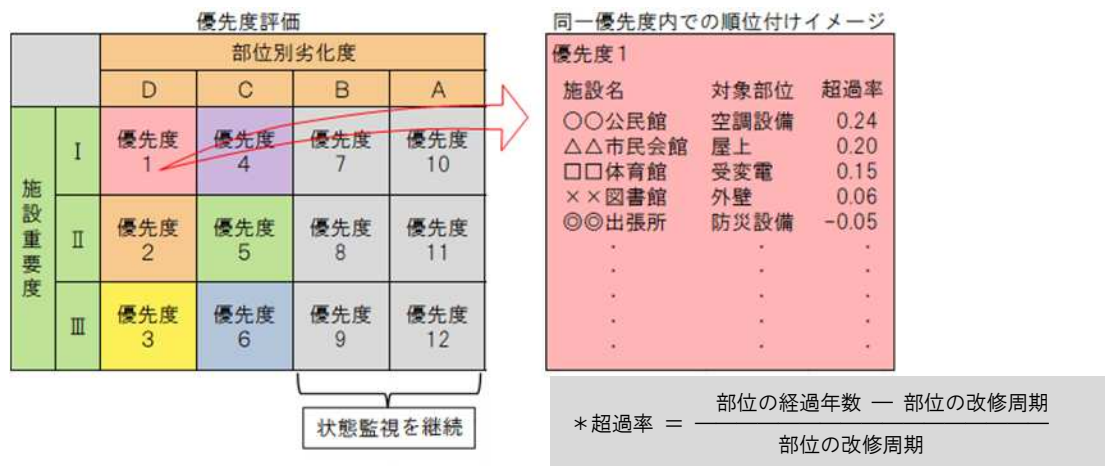 優先度評価
部位別劣化度
D C B A
施設重要度
Ⅰ 優先度1 優先度4 優先度7 優先度10
Ⅱ 優先度2 優先度5 優先度8 優先度11
Ⅲ 優先度3 優先度6 優先度9 優先度12
状態監視を継続
同一優先度内での順位付けイメージ
優先度1
施設名 対象部位 超過率
○○公民館 空調設備 0.24
△△市民会館 屋上 0.20
□□体育館 受変電 0.15
××図書館 外壁 0.06
◎◎出張所 防災設備 -0.05
・ ・ ・
・ ・ ・
・ ・ ・
・ ・ ・
・ ・ ・
部位の経過年数 ― 部位の改修周期
*超過率 =
部位の改修周期